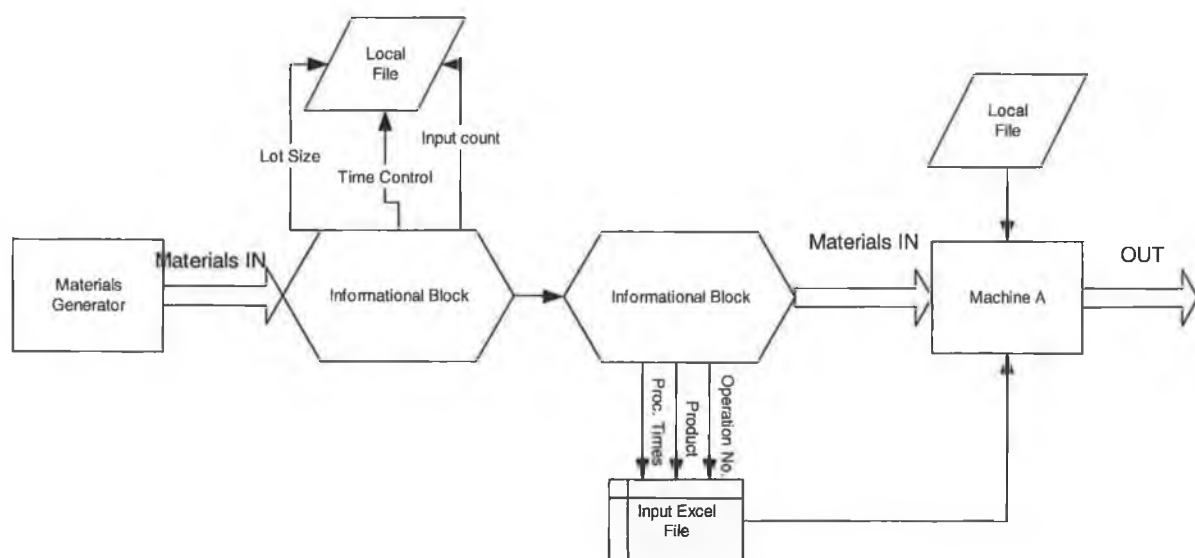 Local
File
Local
File
Input count
Lot Size
Time Control
Materials IN
Materials
Generator
Informational Block
Informational Block
Materials IN
Machine A
OUT
Proc. Times
Product
Operation No.
Input Excel
File